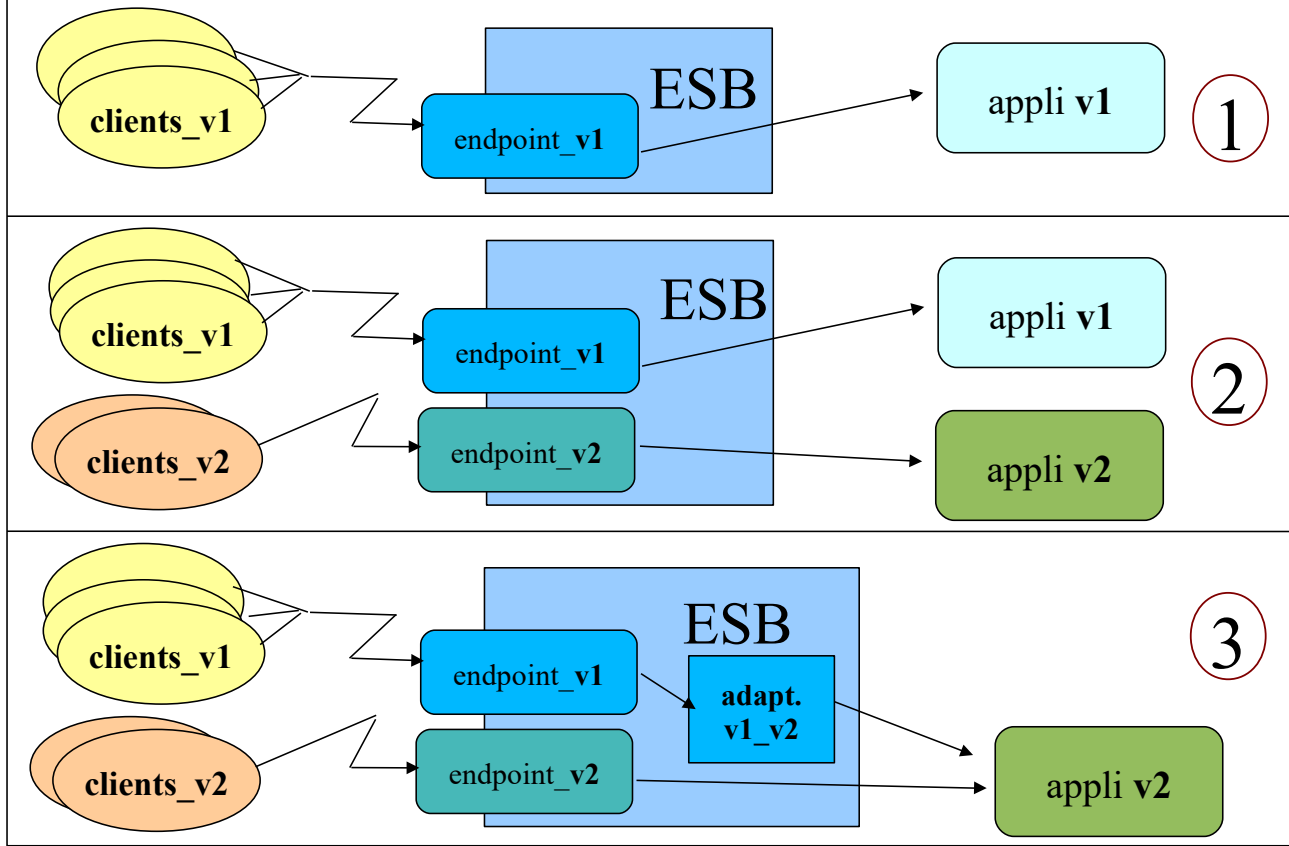 ESB
clients_v1
endpoint_v1
appli v1
1
ESB
clients_v1
endpoint_v1
appli v1
2
clients_v2
endpoint_v2
appli v2
ESB
3
clients_v1
endpoint_v1
adapt.
v1_v2
clients_v2
endpoint_v2
appli v2